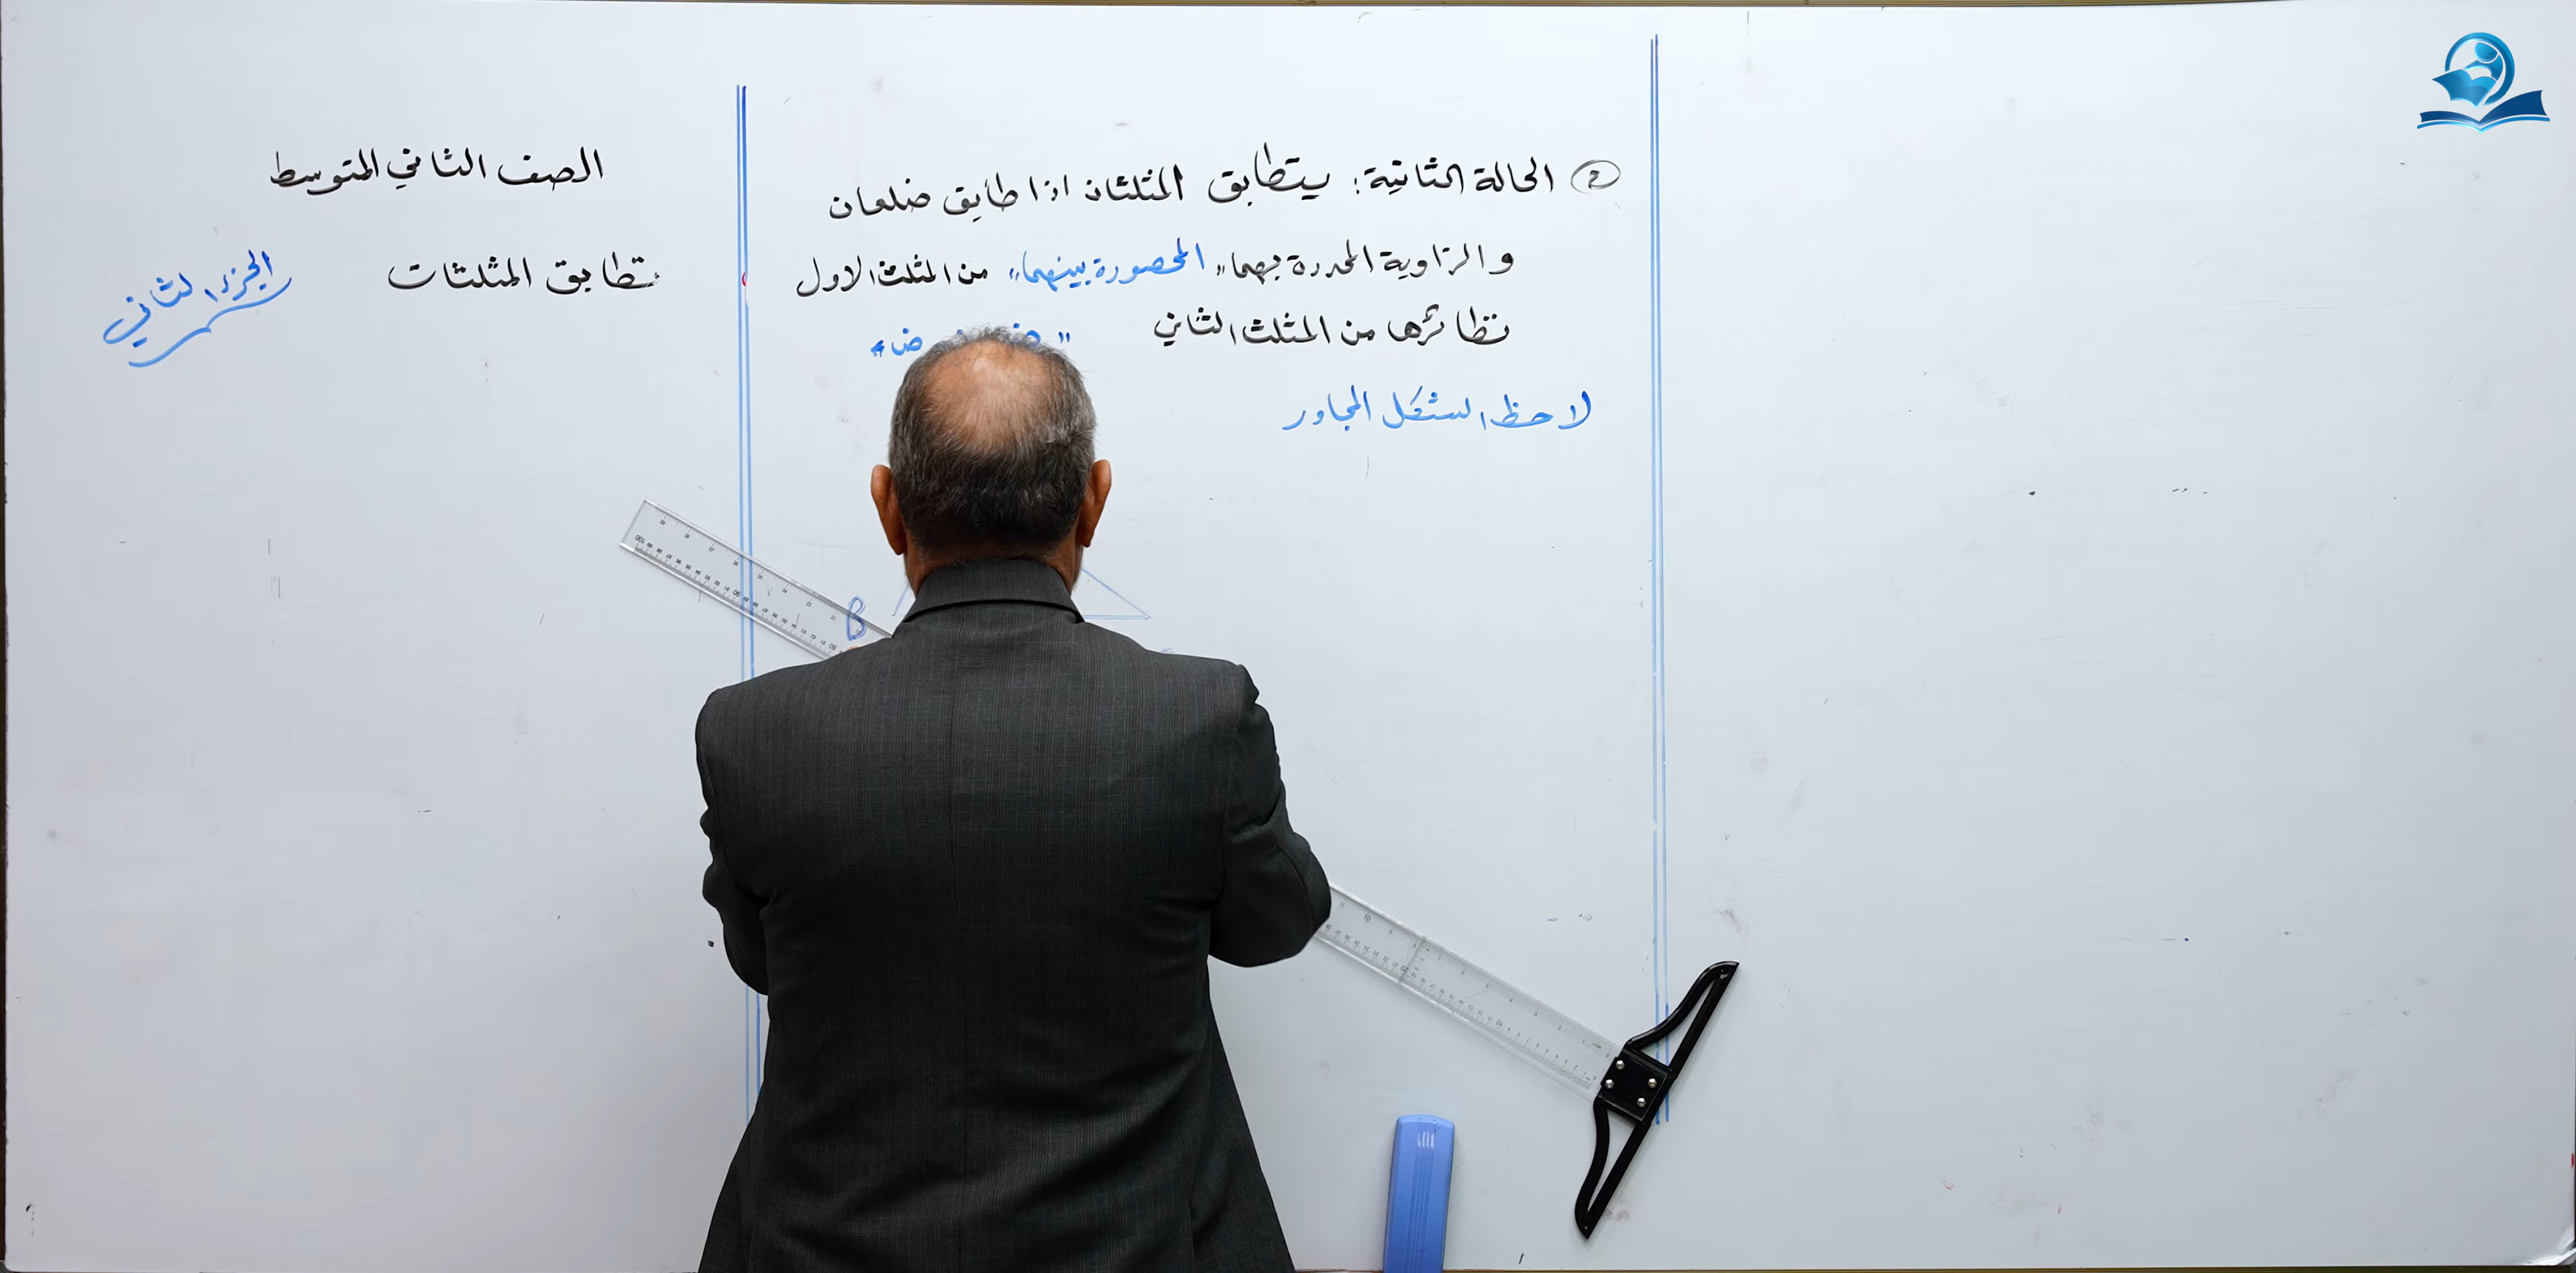 الصف الثاني المتوسط
تطابق المثلثات
الجزء الثاني
② الحالة الثانية: يتطابق المثلثان اذا طابق ضلعان
والزاوية المحددة بهما "المحصورة بينهما" من المثلث الاول
نظائرها من المثلث الثاني " ض ض "
لاحظ الشكل المجاور
B